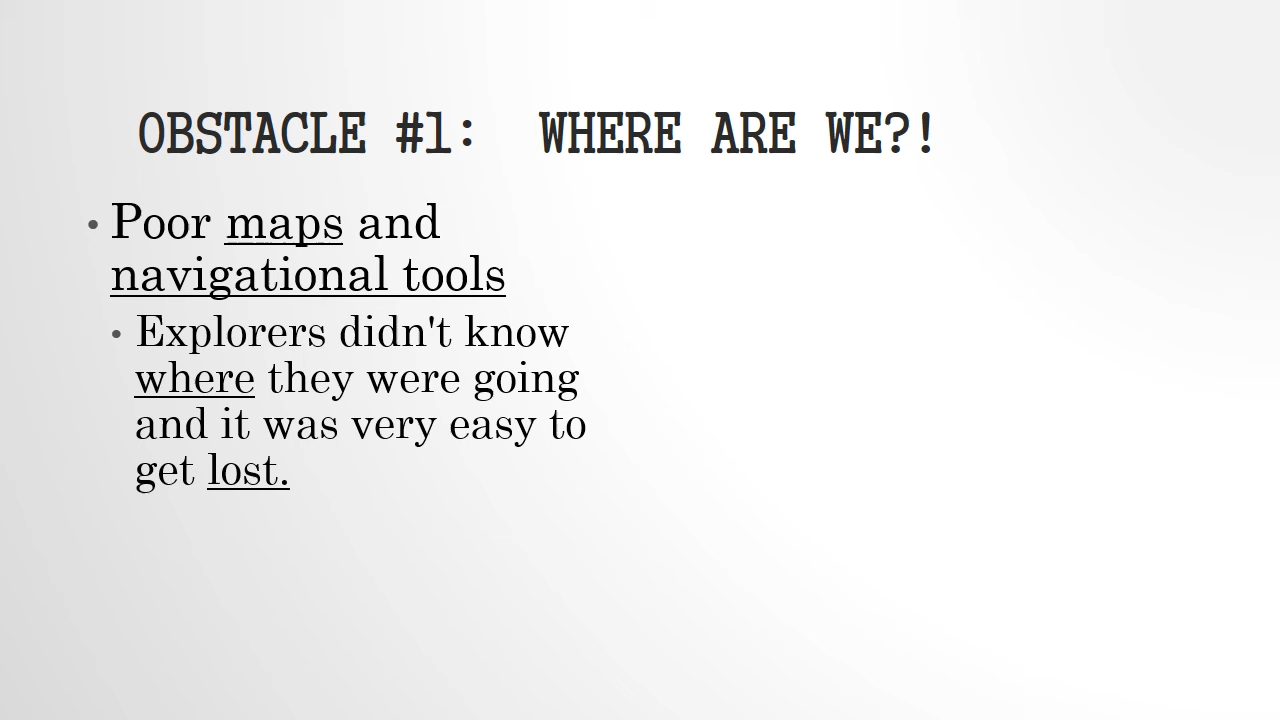 OBSTACLE #1:  WHERE ARE WE?!
• Poor maps and
navigational tools
• Explorers didn't know
where they were going
and it was very easy to
get lost.